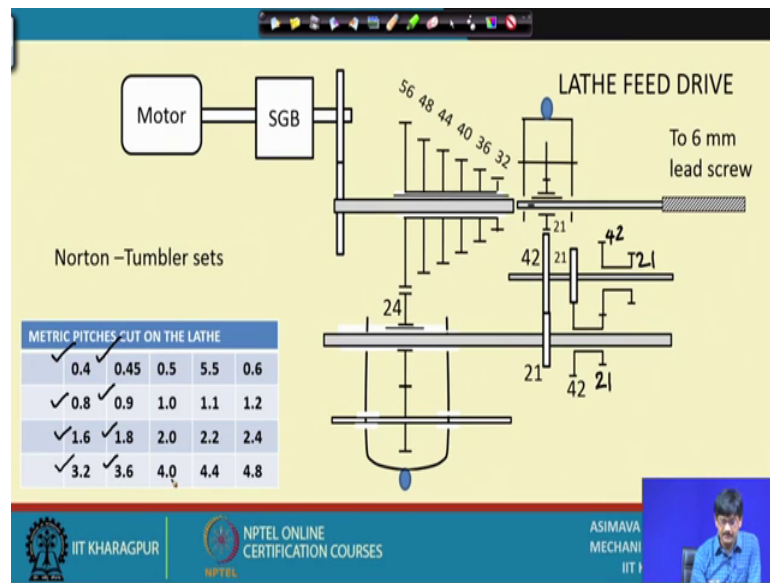 LATHE FEED DRIVE
Motor
SGB
56 48 44 40 36 32
To 6 mm
lead screw
21
42
21
42
21
Norton –Tumbler sets
24
21
42
21
METRIC PITCHES CUT ON THE LATHE
0.4 0.45 0.5 5.5 0.6
0.8 0.9 1.0 1.1 1.2
1.6 1.8 2.0 2.2 2.4
3.2 3.6 4.0 4.4 4.8
IIT KHARAGPUR
NPTEL
NPTEL ONLINE
CERTIFICATION COURSES
ASIMAVA
MECHANI
IIT